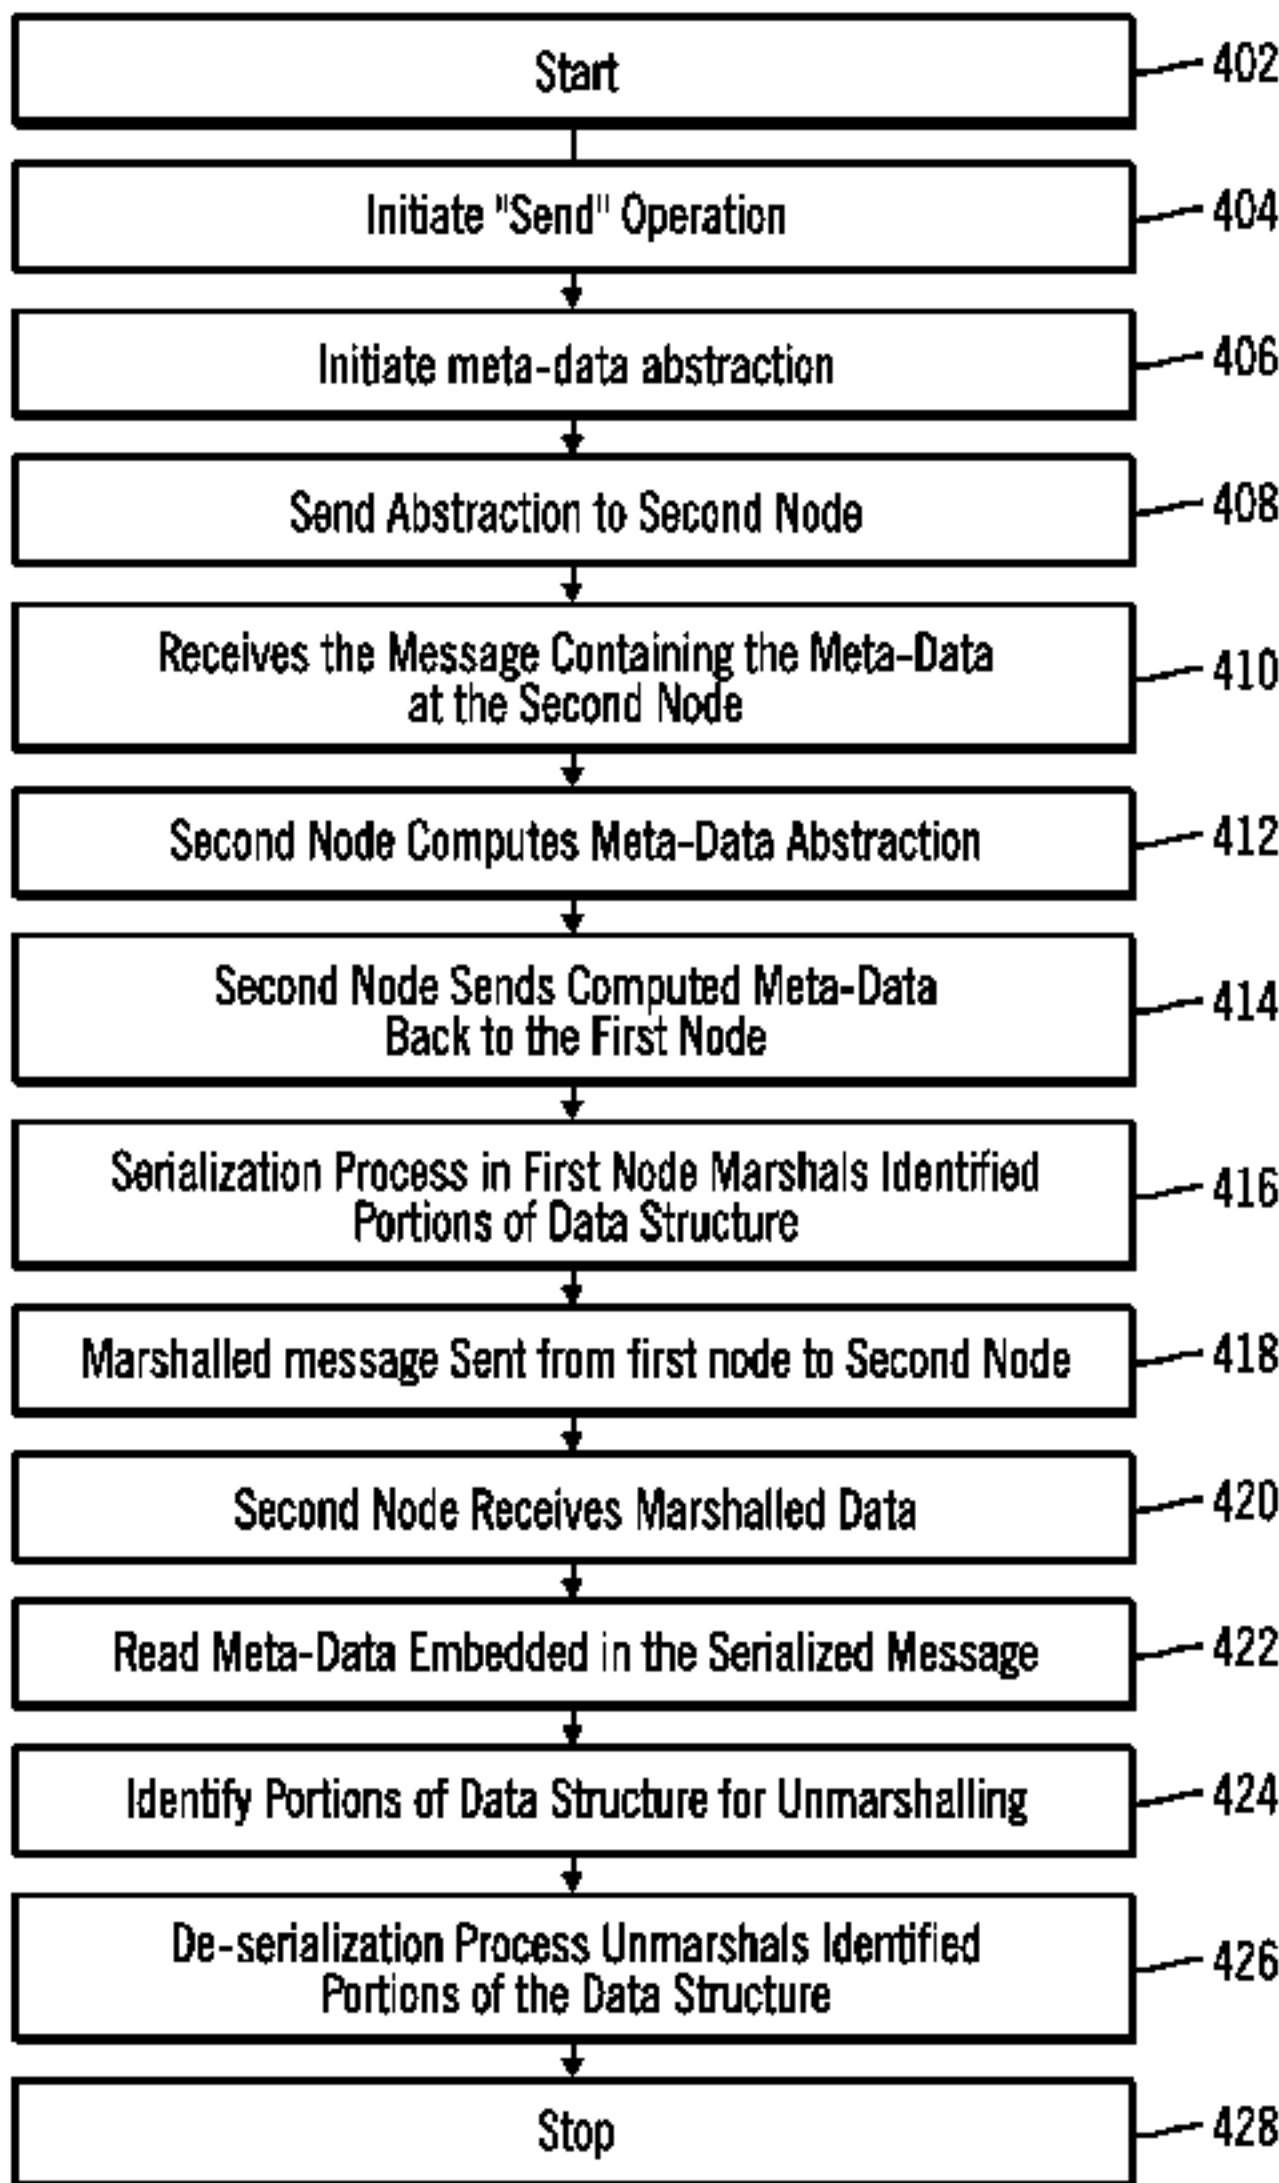 Start
402
Initiate "Send" Operation
404
Initiate meta-data abstraction
406
Send Abstraction to Second Node
408
Receives the Message Containing the Meta-Data
at the Second Node
410
Second Node Computes Meta-Data Abstraction
412
Second Node Sends Computed Meta-Data
Back to the First Node
414
Serialization Process in First Node Marshals Identified
Portions of Data Structure
416
Marshalled message Sent from first node to Second Node
418
Second Node Receives Marshalled Data
420
Read Meta-Data Embedded in the Serialized Message
422
Identify Portions of Data Structure for Unmarshalling
424
De-serialization Process Unmarshals Identified
Portions of the Data Structure
426
Stop
428